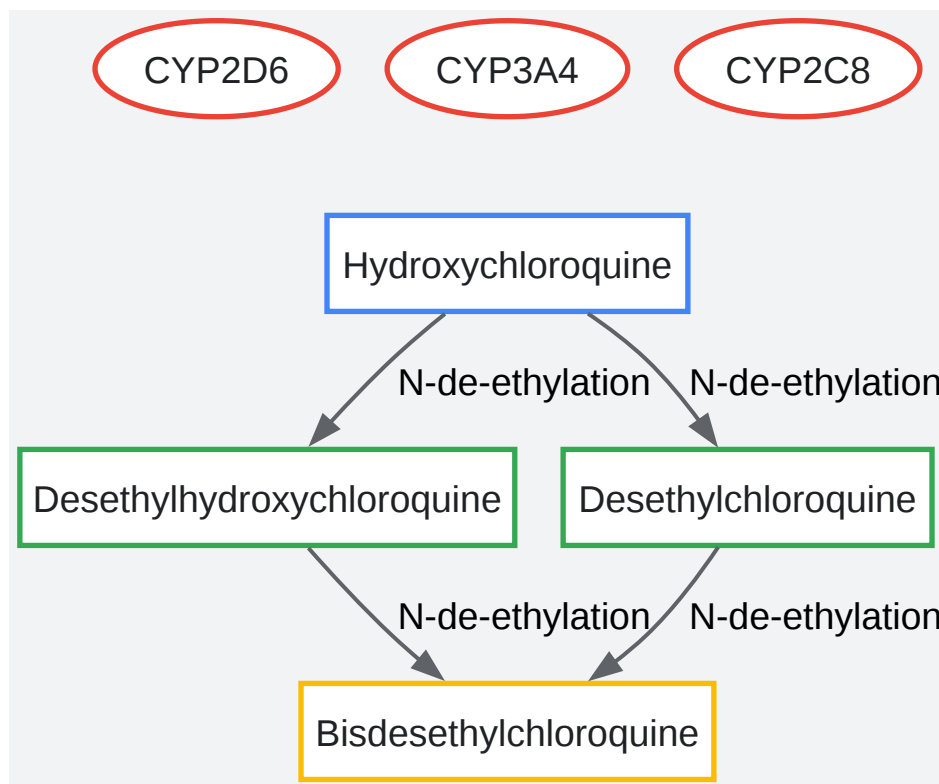 CYP2D6 CYP3A4 CYP2C8
Hydroxychloroquine
N-de-ethylation N-de-ethylation
Desethylhydroxychloroquine Desethylchloroquine
N-de-ethylation N-de-ethylation
Bisdesethylchloroquine